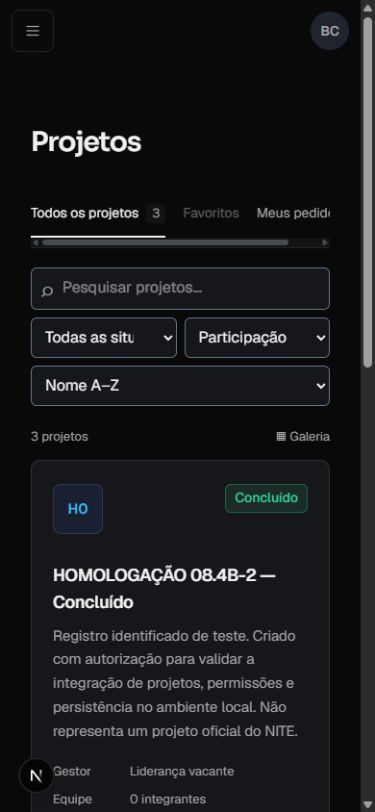 BC
Projetos
Todos os projetos 3 Favoritos Meus pedid
Pesquisar projetos...
Todas as situ Participação
Nome A–Z
3 projetos Galeria
HO Concluído
HOMOLOGAÇÃO 08.4B-2 —
Concluído
Registro identificado de teste. Criado
com autorização para validar a
integração de projetos, permissões e
persistência no ambiente local. Não
representa um projeto oficial do NITE.
Gestor Liderança vacante
Equipe 0 integrantes
N